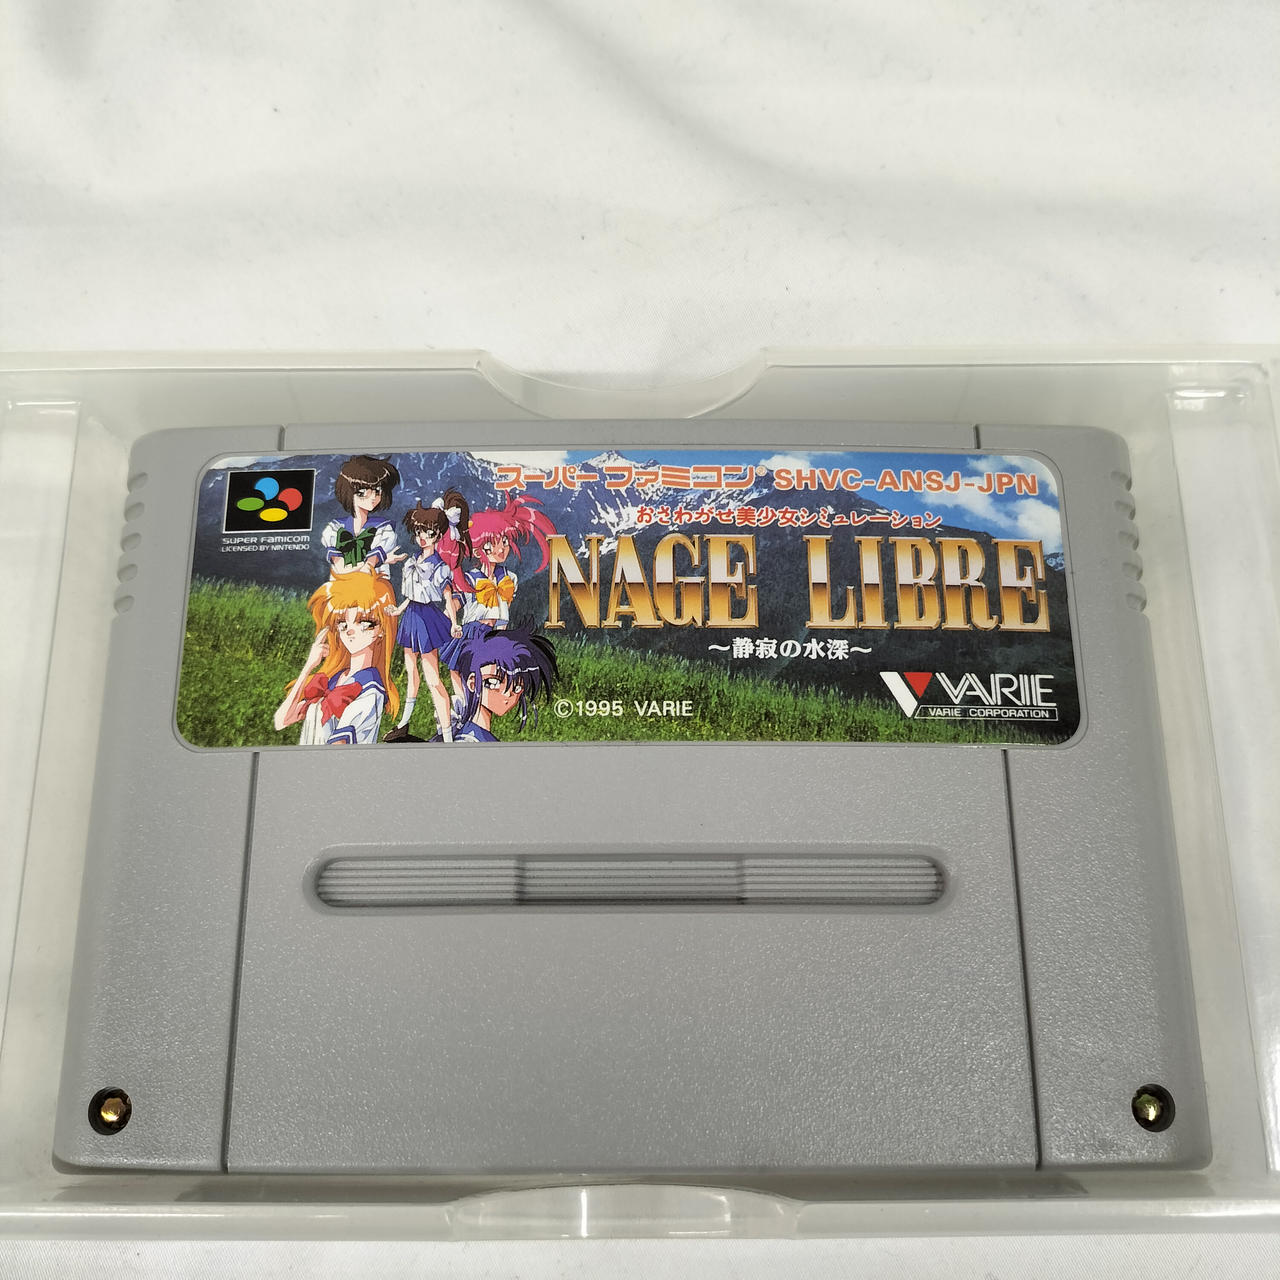 スーパーファミコン® SHVC-ANSJ-JPN
SUPER FAMICOM
LICENSED BY NINTENDO
おさわがせ美少女シミュレーション
NAGE LIBRE
～静寂の水深～
©1995 VARIE
VARIE
VARIE CORPORATION